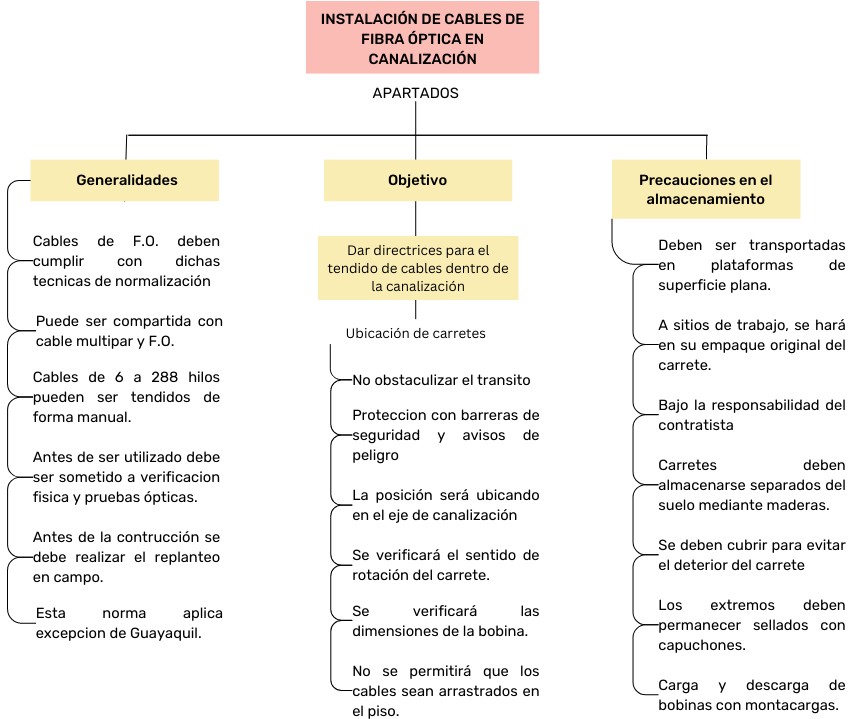 INSTALACIÓN DE CABLES DE
FIBRA ÓPTICA EN
CANALIZACIÓN
APARTADOS
Generalidades
Cables de F.O. deben
cumplir con dichas
tecnicas de normalización
Puede ser compartida con
cable multipar y F.O.
Cables de 6 a 288 hilos
pueden ser tendidos de
forma manual.
Antes de ser utilizado debe
ser sometido a verificacion
fisica y pruebas ópticas.
Antes de la contrucción se
debe realizar el replanteo
en campo.
Esta norma aplica
excepcion de Guayaquil.
Objetivo
Dar directrices para el
tendido de cables dentro de
la canalización
Ubicación de carretes
No obstaculizar el transito
Proteccion con barreras de
seguridad y avisos de
peligro
La posición será ubicando
en el eje de canalización
Se verificará el sentido de
rotación del carrete.
Se verificará las
dimensiones de la bobina.
No se permitirá que los
cables sean arrastrados en
el piso.
Precauciones en el
almacenamiento
Deben ser transportadas
en plataformas de
superficie plana.
A sitios de trabajo, se hará
en su empaque original del
carrete.
Bajo la responsabilidad del
contratista
Carretes deben
almacenarse separados del
suelo mediante maderas.
Se deben cubrir para evitar
el deterior del carrete
Los extremos deben
permanecer sellados con
capuchones.
Carga y descarga de
bobinas con montacargas.